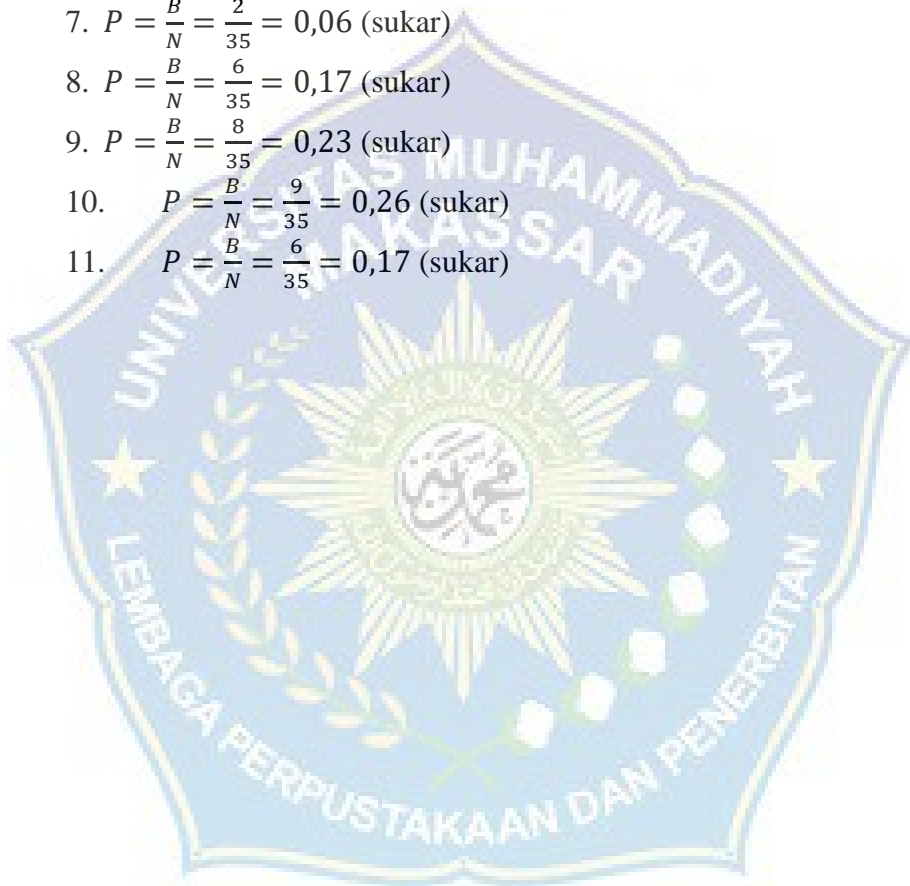 7. P = B/N = 2/35 = 0,06 (sukar)
8. P = B/N = 6/35 = 0,17 (sukar)
9. P = B/N = 8/35 = 0,23 (sukar)
10. P = B/N = 9/35 = 0,26 (sukar)
11. P = B/N = 6/35 = 0,17 (sukar)
UNIVERSITAS MUHAMMADIYAH
MAKASSAR
LEMBAGA PERPUSTAKAAN DAN PENERBITAN